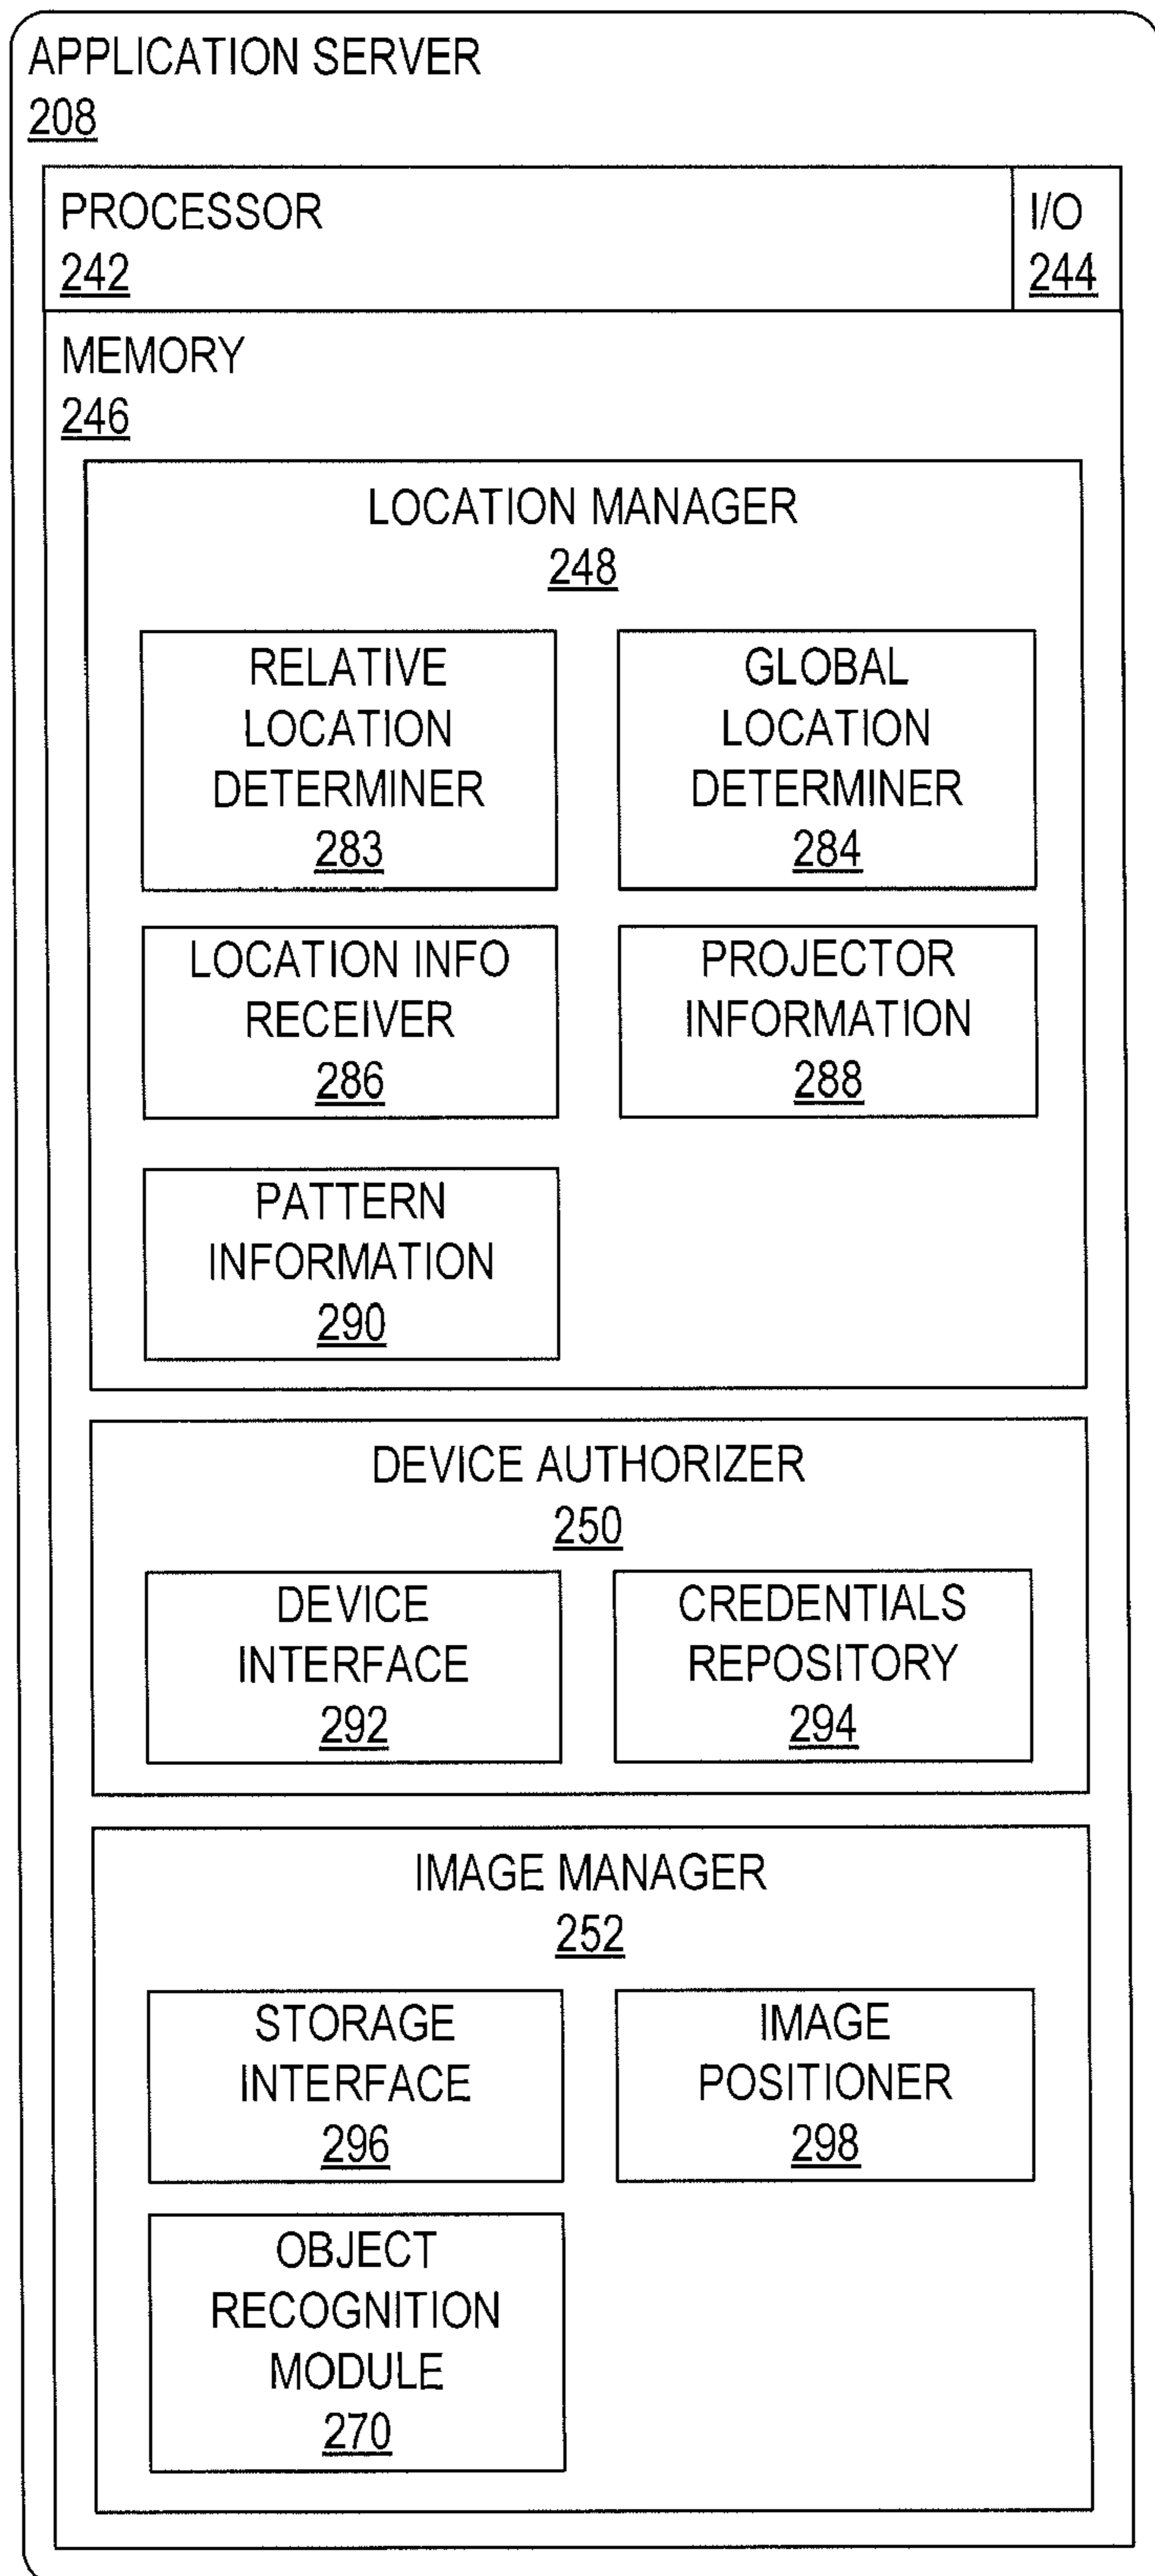 APPLICATION SERVER
208
PROCESSOR
242
I/O
244
MEMORY
246
LOCATION MANAGER
248
RELATIVE
LOCATION
DETERMINER
283
GLOBAL
LOCATION
DETERMINER
284
LOCATION INFO
RECEIVER
286
PROJECTOR
INFORMATION
288
PATTERN
INFORMATION
290
DEVICE AUTHORIZER
250
DEVICE
INTERFACE
292
CREDENTIALS
REPOSITORY
294
IMAGE MANAGER
252
STORAGE
INTERFACE
296
IMAGE
POSITIONER
298
OBJECT
RECOGNITION
MODULE
270